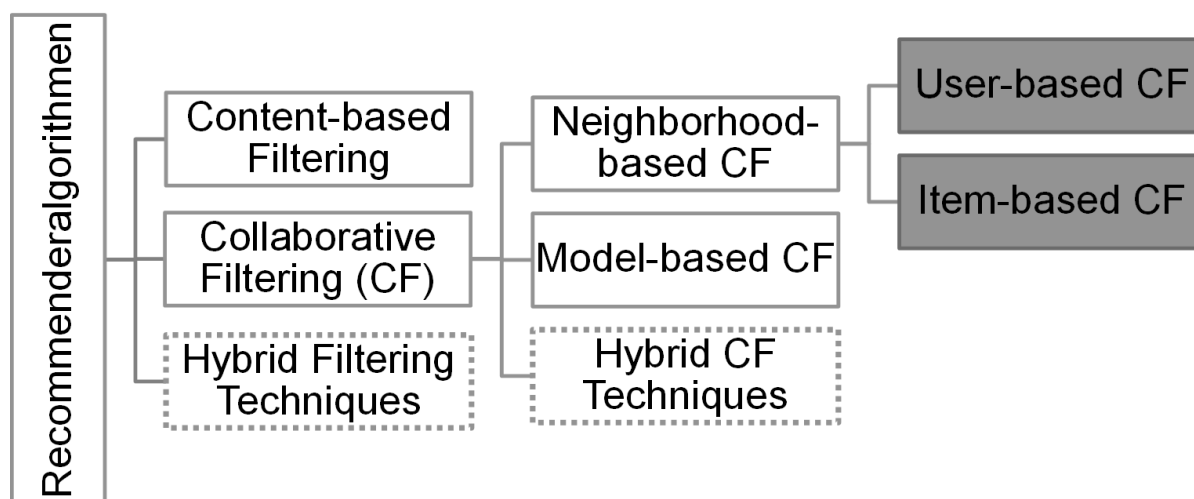 Recommenderalgorithmen
Content-based
Filtering
Collaborative
Filtering (CF)
Hybrid Filtering
Techniques
Neighborhood-
based CF
Model-based CF
Hybrid CF
Techniques
User-based CF
Item-based CF